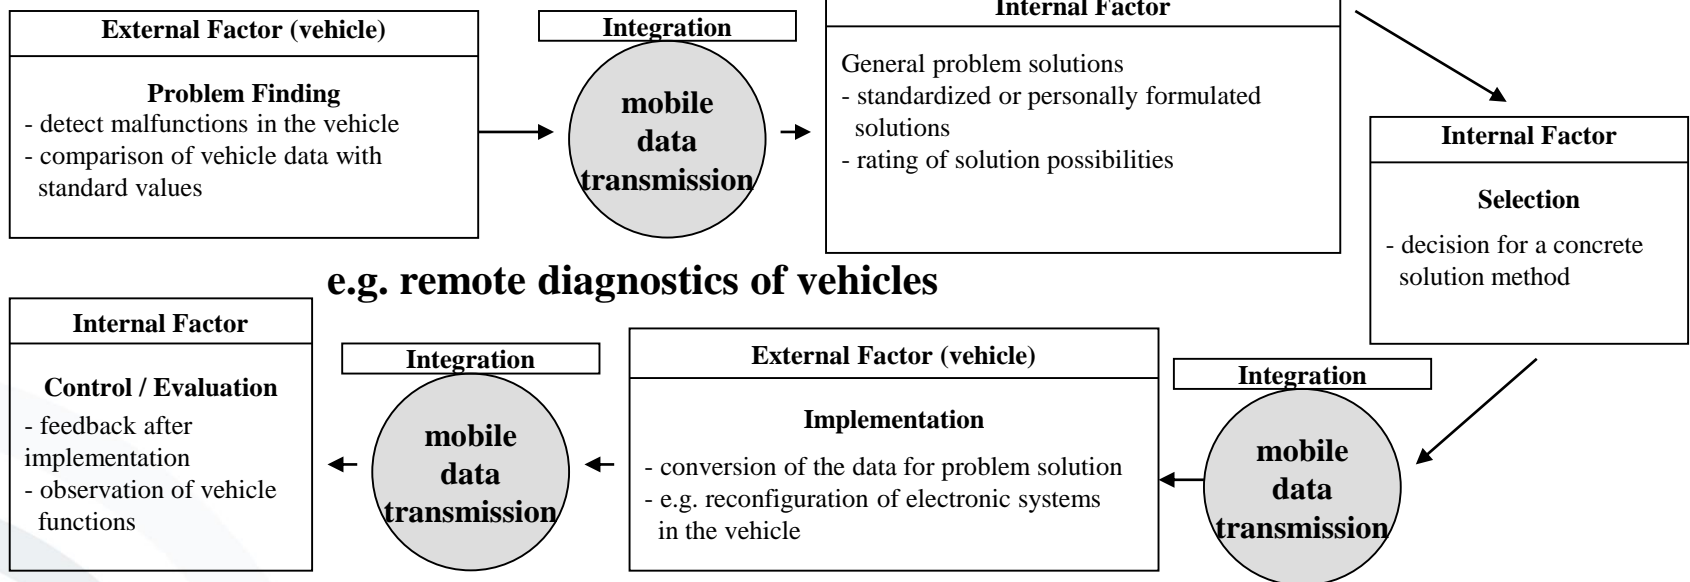 External Factor (vehicle)
Problem Finding
- detect malfunctions in the vehicle
- comparison of vehicle data with
standard values
Integration
mobile
data
transmission
Internal Factor
General problem solutions
- standardized or personally formulated
solutions
- rating of solution possibilities
Internal Factor
Selection
- decision for a concrete
solution method
e.g. remote diagnostics of vehicles
Integration
mobile
data
transmission
External Factor (vehicle)
Implementation
- conversion of the data for problem solution
- e.g. reconfiguration of electronic systems
in the vehicle
Integration
mobile
data
transmission
Internal Factor
Control / Evaluation
- feedback after
implementation
- observation of vehicle
functions